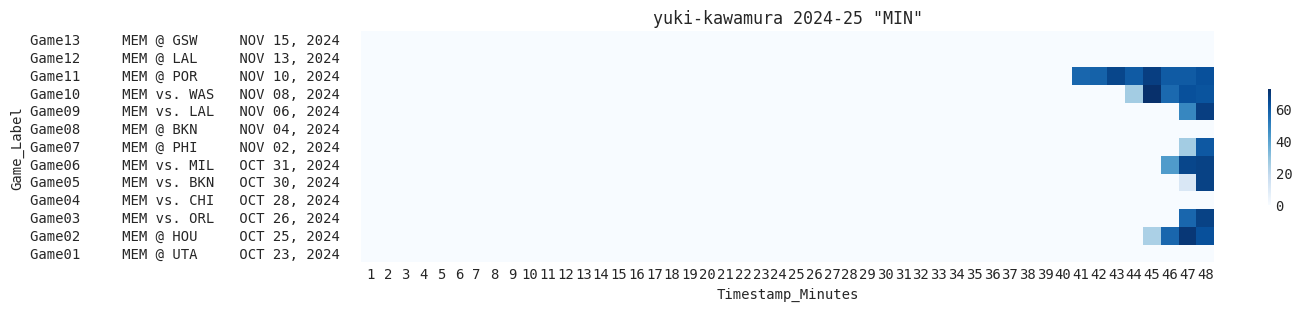 yuki-kawamura 2024-25 "MIN"
Game_Label
Game13 MEM @ GSW NOV 15, 2024
Game12 MEM @ LAL NOV 13, 2024
Game11 MEM @ POR NOV 10, 2024
Game10 MEM vs. WAS NOV 08, 2024
Game09 MEM vs. LAL NOV 06, 2024
Game08 MEM @ BKN NOV 04, 2024
Game07 MEM @ PHI NOV 02, 2024
Game06 MEM vs. MIL OCT 31, 2024
Game05 MEM vs. BKN OCT 30, 2024
Game04 MEM vs. CHI OCT 28, 2024
Game03 MEM vs. ORL OCT 26, 2024
Game02 MEM @ HOU OCT 25, 2024
Game01 MEM @ UTA OCT 23, 2024
1 2 3 4 5 6 7 8 9 10 11 12 13 14 15 16 17 18 19 20 21 22 23 24 25 26 27 28 29 30 31 32 33 34 35 36 37 38 39 40 41 42 43 44 45 46 47 48
Timestamp_Minutes
60
40
20
0